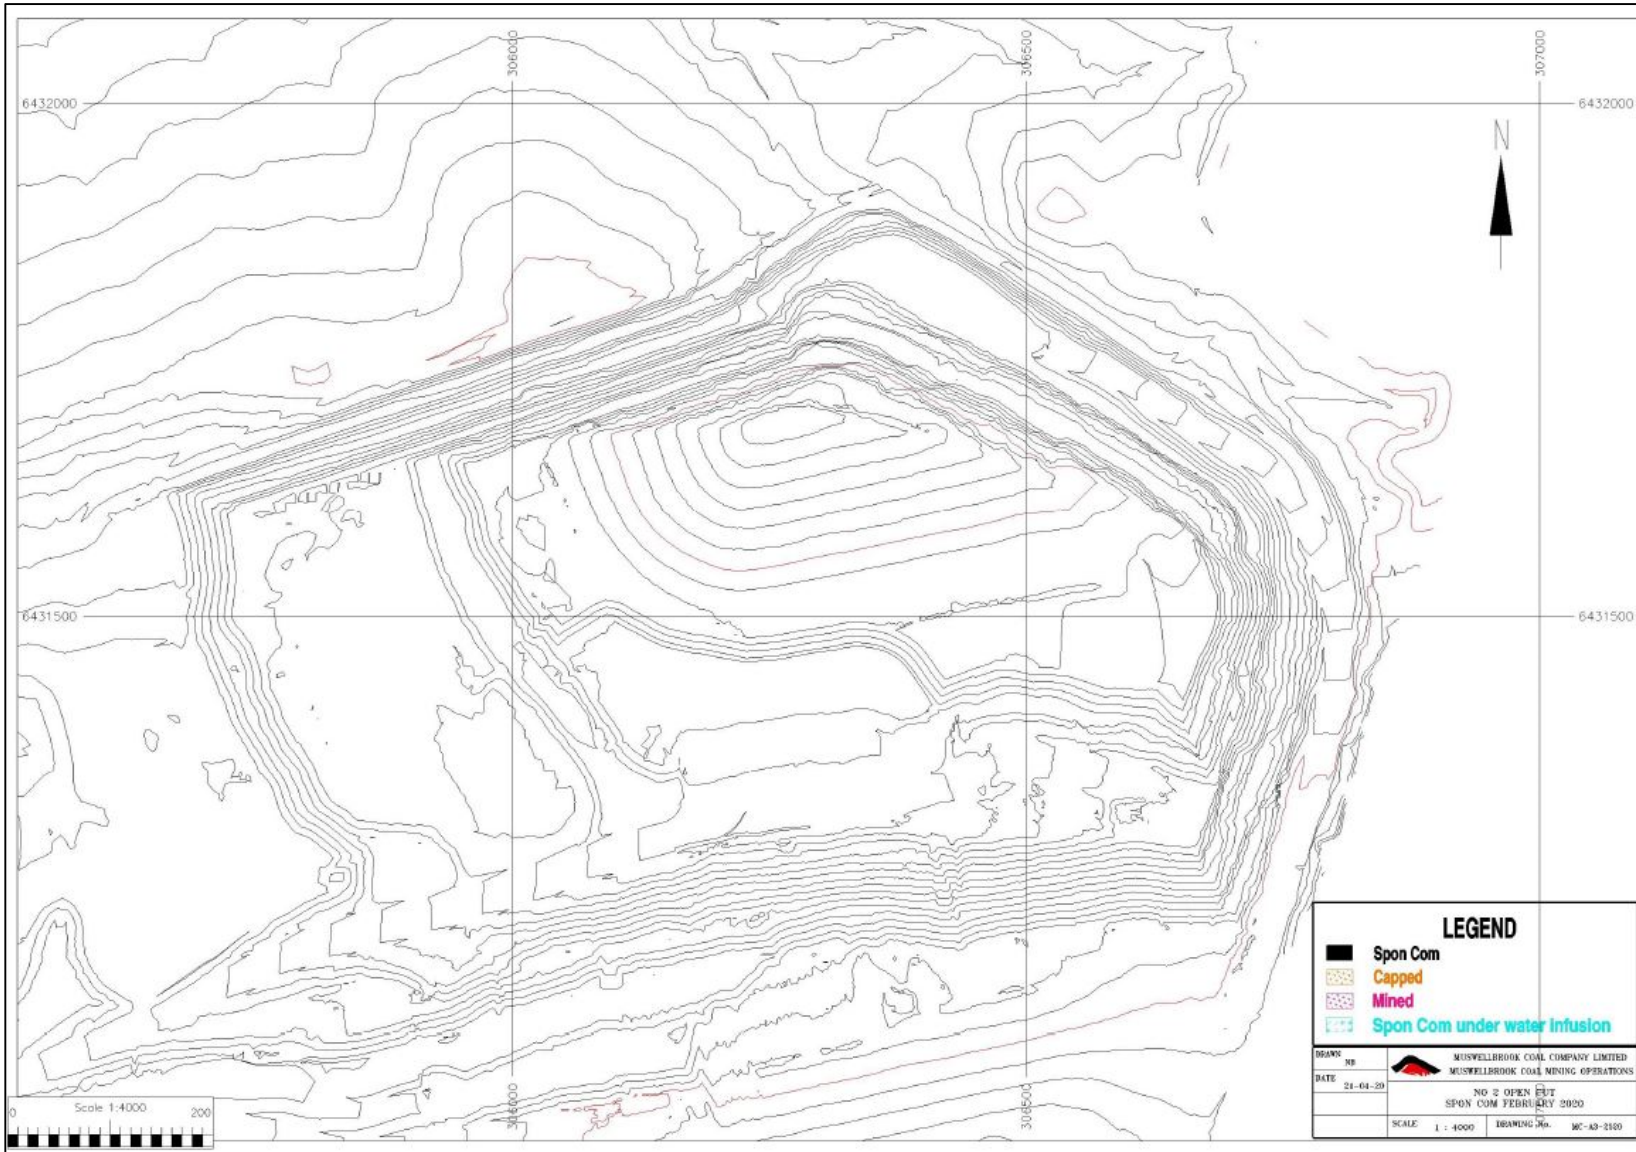 306000
306500
307000
6432000
6432000
N
6431500
6431500
LEGEND
Spon Com
Capped
Mined
Spon Com under water infusion
306000
306500
Scale 1:4000
0
200
DRAWN
NB
DATE
24-04-20
MUSWELLBROOK COAL COMPANY LIMITED
MUSWELLBROOK COAL MINING OPERATIONS
NO 2 OPEN CUT
SPON COM FEBRUARY 2020
SCALE 1 : 4000
DRAWING No.